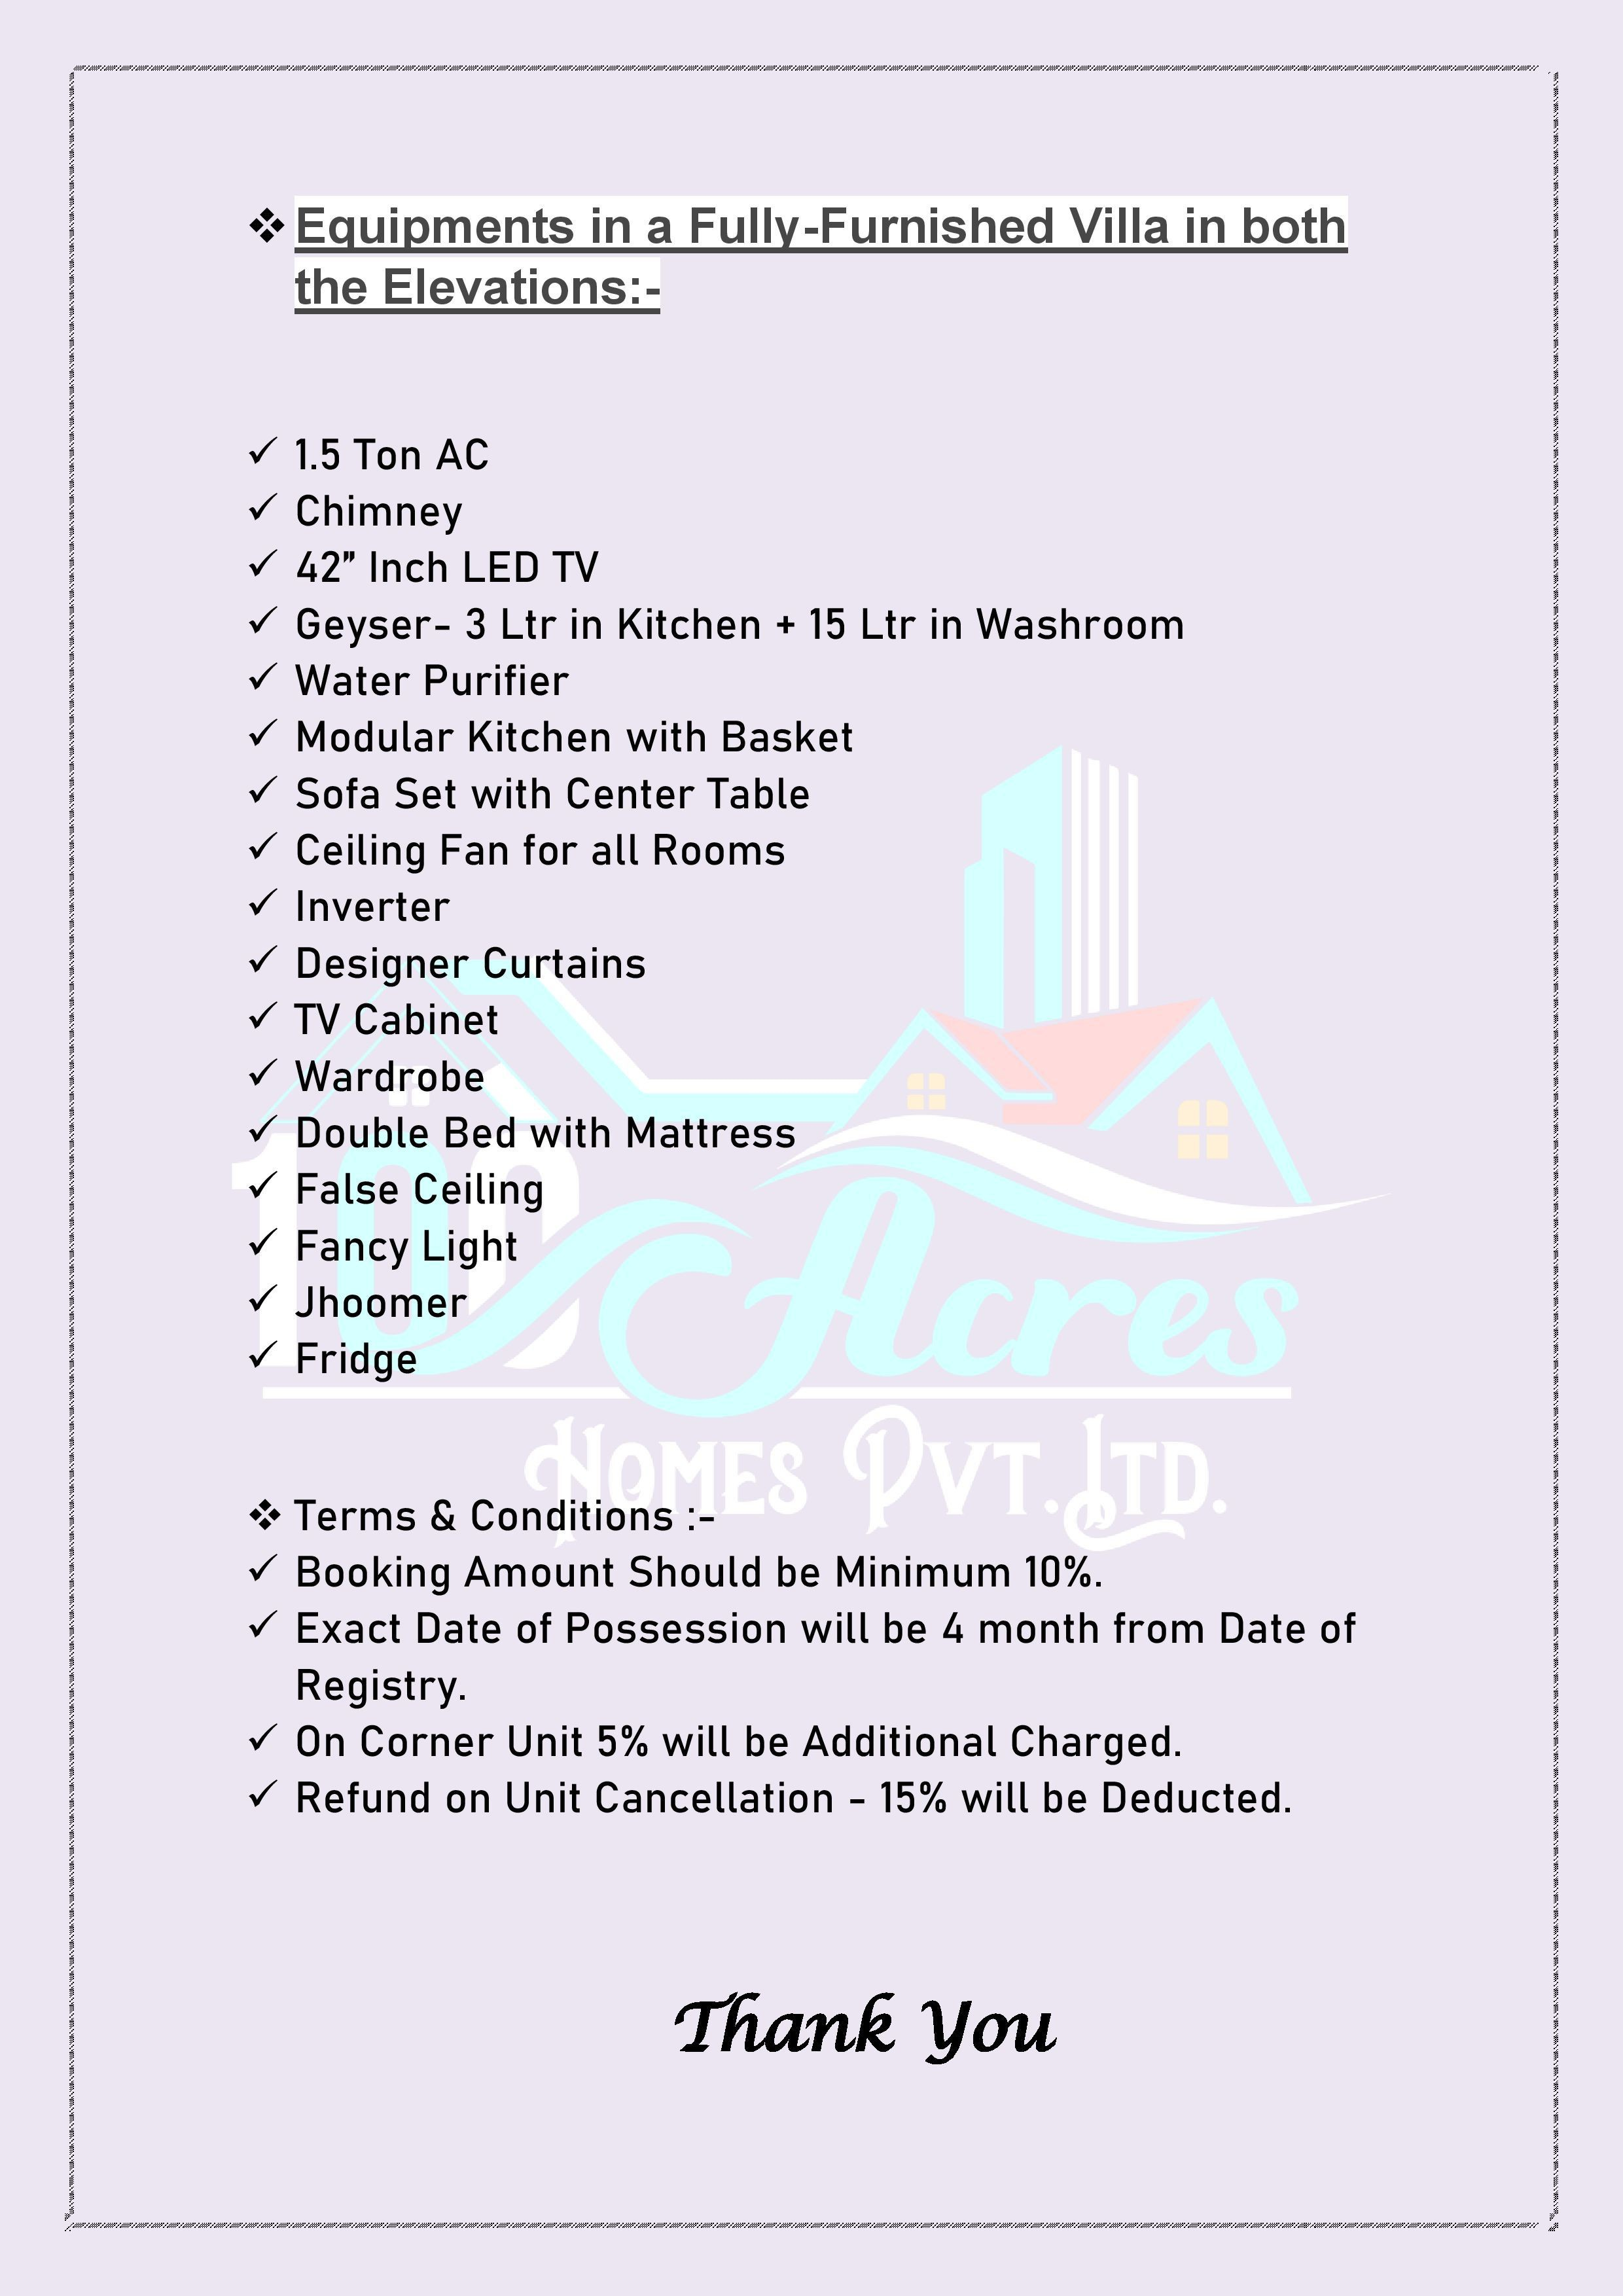 ❖ Equipments in a Fully-Furnished Villa in both
the Elevations:-
✓ 1.5 Ton AC
✓ Chimney
✓ 42” Inch LED TV
✓ Geyser- 3 Ltr in Kitchen + 15 Ltr in Washroom
✓ Water Purifier
✓ Modular Kitchen with Basket
✓ Sofa Set with Center Table
✓ Ceiling Fan for all Rooms
✓ Inverter
✓ Designer Curtains
✓ TV Cabinet
✓ Wardrobe
✓ Double Bed with Mattress
✓ False Ceiling
✓ Fancy Light
✓ Jhoomer
✓ Fridge
100 Acres
Homes Pvt. Ltd.
❖ Terms & Conditions :-
✓ Booking Amount Should be Minimum 10%.
✓ Exact Date of Possession will be 4 month from Date of
Registry.
✓ On Corner Unit 5% will be Additional Charged.
✓ Refund on Unit Cancellation - 15% will be Deducted.
Thank You